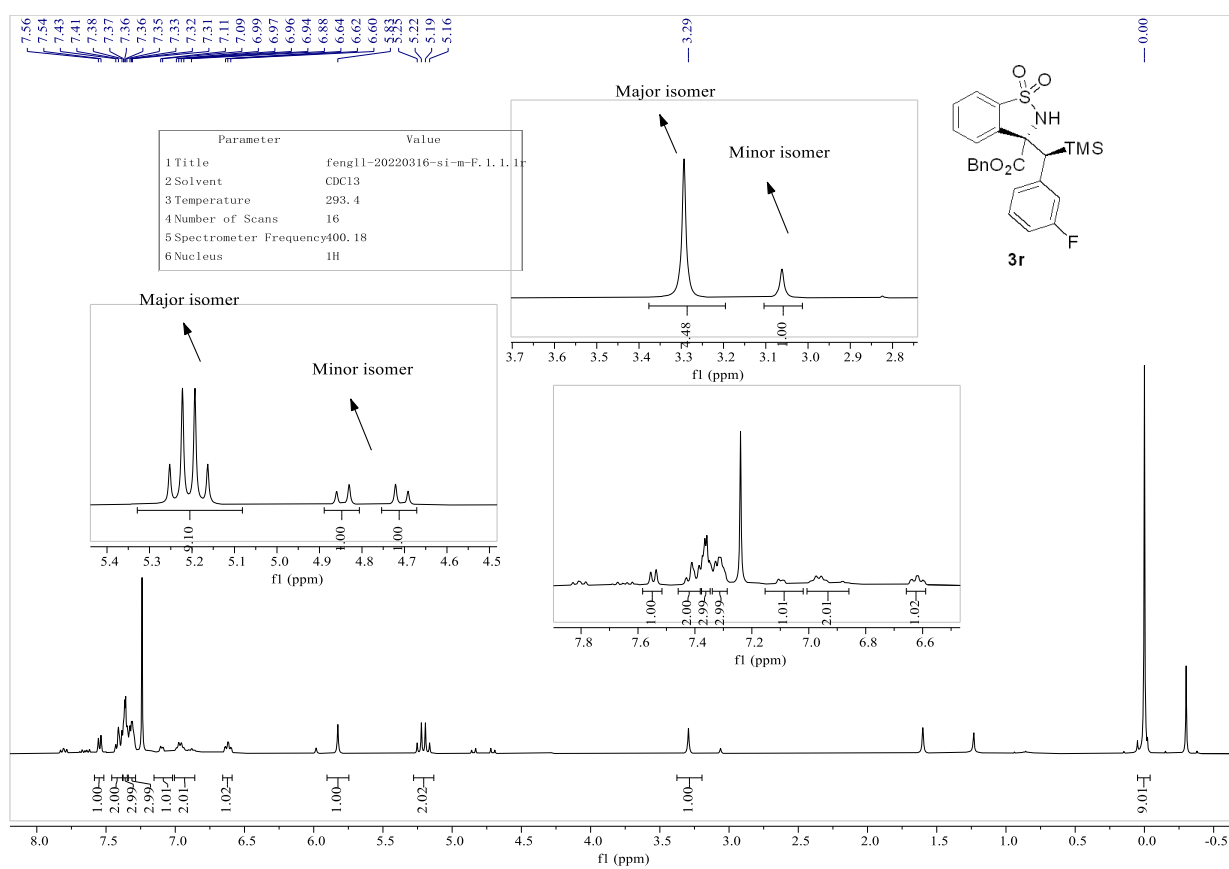 7.56
7.54
7.43
7.41
7.38
7.37
7.36
7.36
7.35
7.33
7.32
7.31
7.11
7.09
6.99
6.97
6.96
6.94
6.88
6.64
6.62
6.60
5.83
5.25
5.22
5.19
5.16
3.29
0.00
Parameter Value
1 Title fengll-20220316-si-m-F.1.1.1r
2 Solvent CDCl3
3 Temperature 293.4
4 Number of Scans 16
5 Spectrometer Frequency 400.18
6 Nucleus 1H
Major isomer
Minor isomer
1.00
3.7 3.6 3.5 3.4 3.3 3.2 3.1 3.0 2.9 2.8
f1 (ppm)
O O
S
NH
BnO2C
TMS
F
3r
Major isomer
Minor isomer
9.10 1.00 1.00
5.4 5.3 5.2 5.1 5.0 4.9 4.8 4.7 4.6 4.5
f1 (ppm)
1.00 2.00 2.99 2.99 1.01 2.01 1.02
7.8 7.6 7.4 7.2 7.0 6.8 6.6
f1 (ppm)
1.00 2.00 2.99 2.99 1.01 2.01 1.02 1.00 2.02 1.00 9.01
8.0 7.5 7.0 6.5 6.0 5.5 5.0 4.5 4.0 3.5 3.0 2.5 2.0 1.5 1.0 0.5 0.0 -0.5
f1 (ppm)